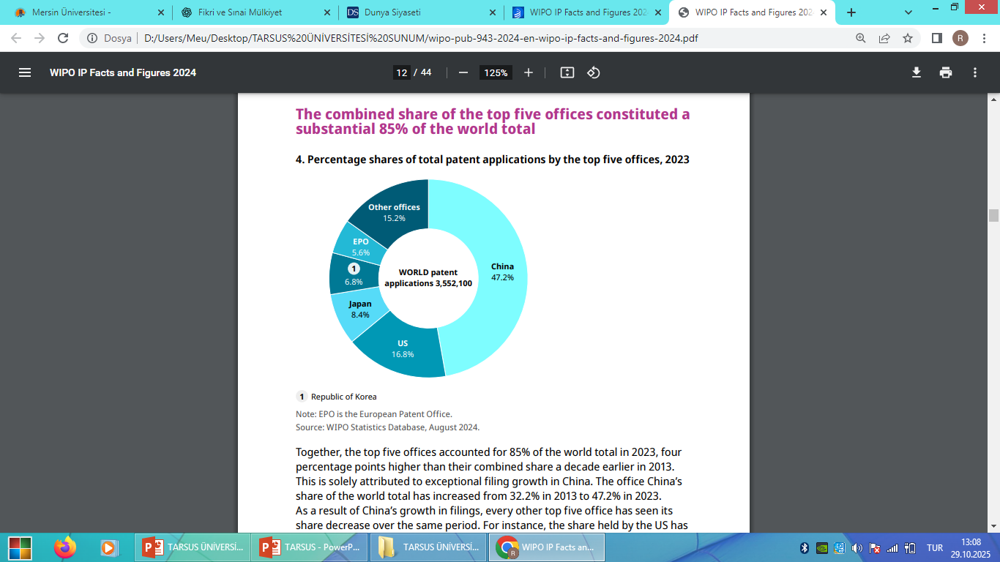 Mersin Üniversitesi -
Fikri ve Sınai Mülkiyet
DS Dunya Siyaseti
WIPO IP Facts and Figures 202
WIPO IP Facts and Figures 202
Dosya
D:/Users/Meu/Desktop/TARSUS%20ÜNİVERSİTESİ%20SUNUM/wipo-pub-943-2024-en-wipo-ip-facts-and-figures-2024.pdf
R
WIPO IP Facts and Figures 2024
12 / 44
125%
The combined share of the top five offices constituted a
substantial 85% of the world total
4. Percentage shares of total patent applications by the top five offices, 2023
Other offices
15.2%
EPO
5.6%
1
6.8%
Japan
8.4%
US
16.8%
China
47.2%
WORLD patent
applications 3,552,100
1 Republic of Korea
Note: EPO is the European Patent Office.
Source: WIPO Statistics Database, August 2024.
Together, the top five offices accounted for 85% of the world total in 2023, four
percentage points higher than their combined share a decade earlier in 2013.
This is solely attributed to exceptional filing growth in China. The office China’s
share of the world total has increased from 32.2% in 2013 to 47.2% in 2023.
As a result of China’s growth in filings, every other top five office has seen its
share decrease over the same period. For instance, the share held by the US has
TARSUS ÜNİVERSİ...
TARSUS - PowerP...
TARSUS ÜNİVERSİ...
R
WIPO IP Facts an...
TUR
13:08
29.10.2025